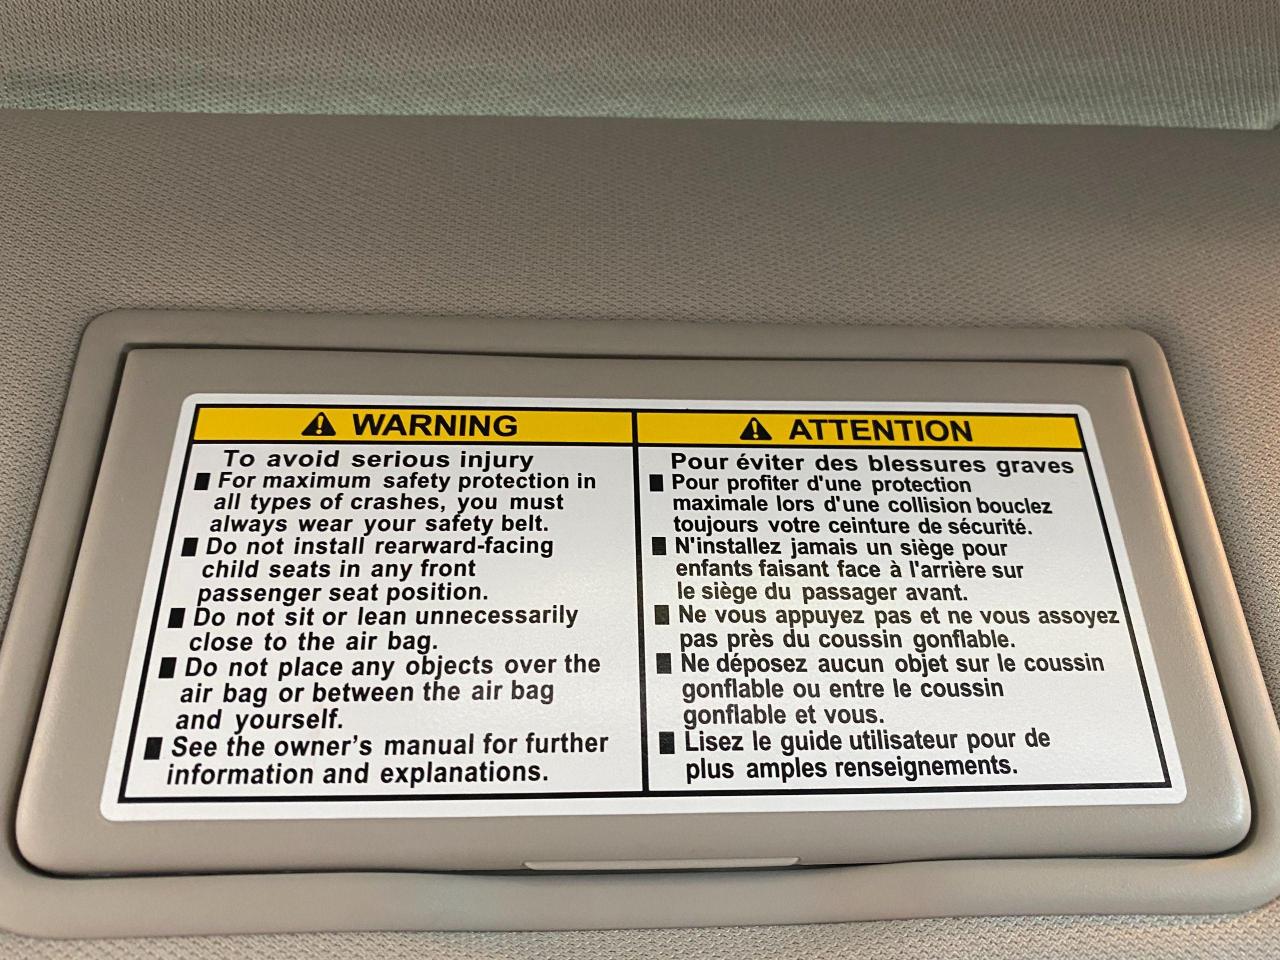 WARNING
To avoid serious injury
For maximum safety protection in
all types of crashes, you must
always wear your safety belt.
Do not install rearward-facing
child seats in any front
passenger seat position.
Do not sit or lean unnecessarily
close to the air bag.
Do not place any objects over the
air bag or between the air bag
and yourself.
See the owner's manual for further
information and explanations.
ATTENTION
Pour éviter des blessures graves
Pour profiter d'une protection
maximale lors d'une collision bouclez
toujours votre ceinture de sécurité.
N'installez jamais un siège pour
enfants faisant face à l'arrière sur
le siège du passager avant.
Ne vous appuyez pas et ne vous assoyez
pas près du coussin gonflable.
Ne déposez aucun objet sur le coussin
gonflable ou entre le coussin
gonflable et vous.
Lisez le guide utilisateur pour de
plus amples renseignements.